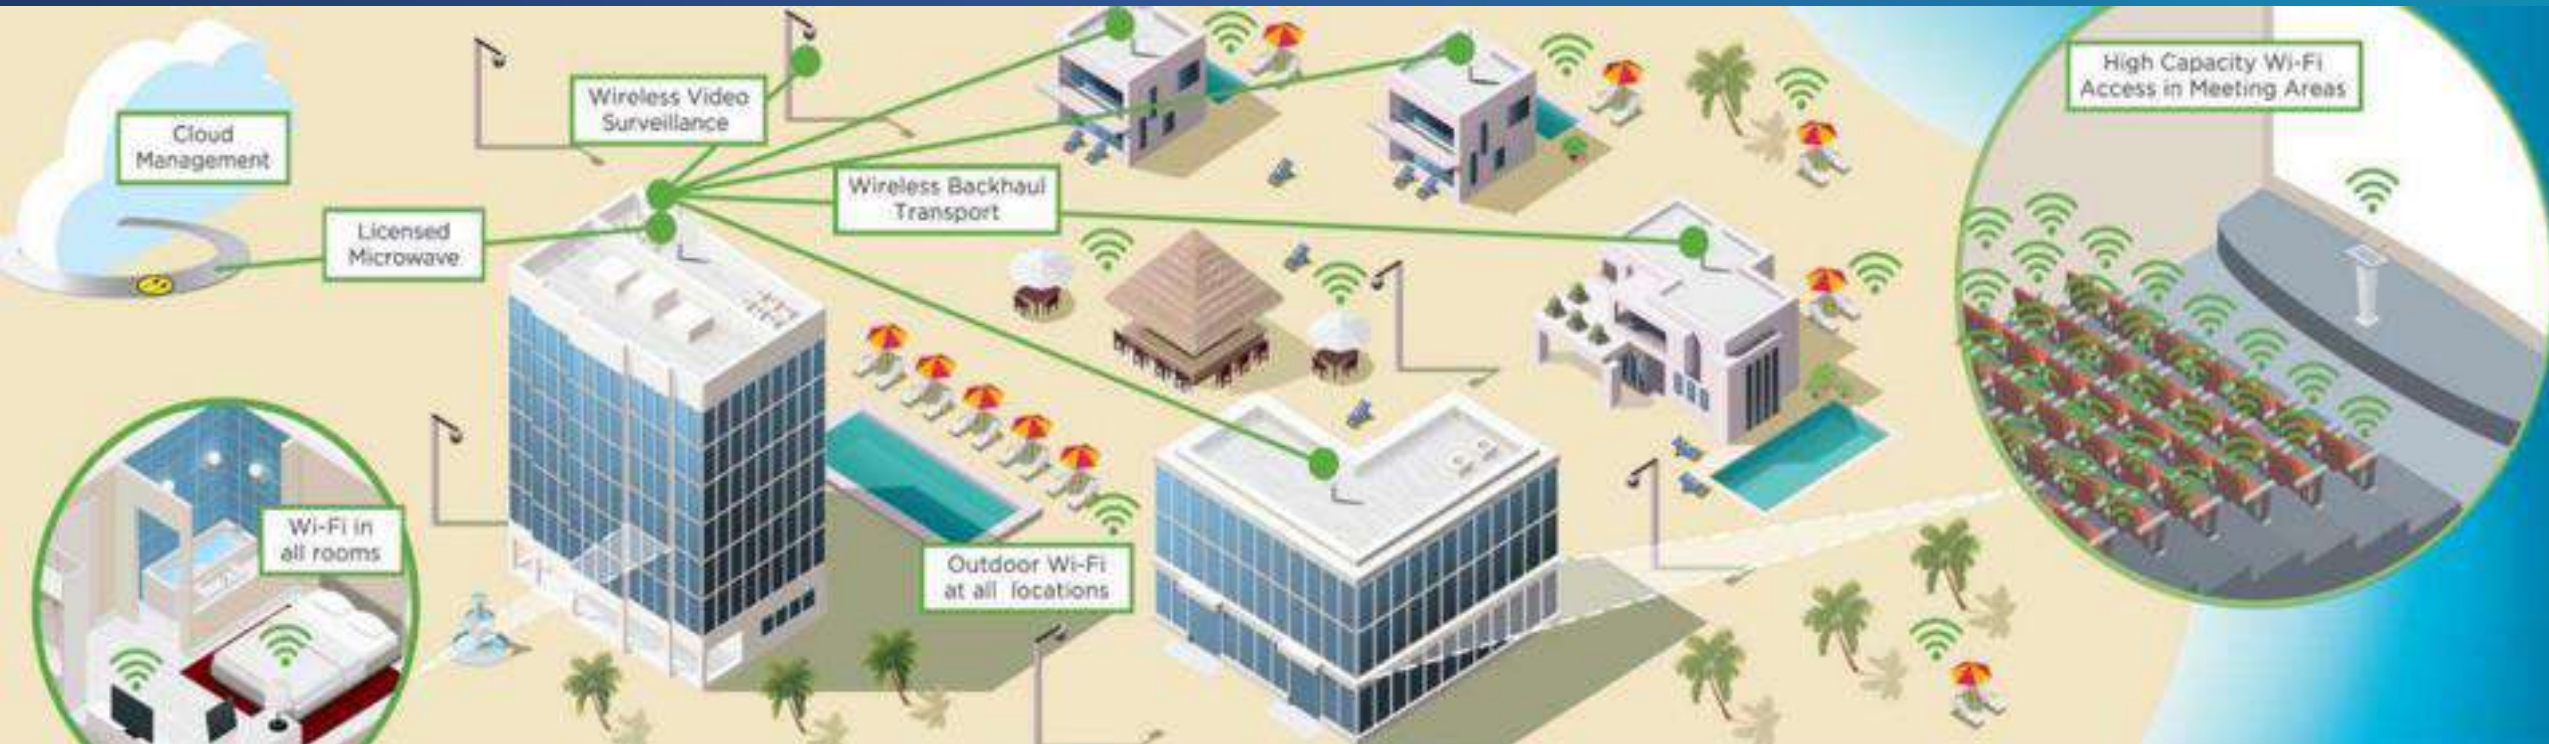 Cloud
Management
Licensed
Microwave
Wireless Video
Surveillance
Wireless Backhaul
Transport
High Capacity Wi-Fi
Access in Meeting Areas
Wi-Fi in
all rooms
Outdoor Wi-Fi
at all locations